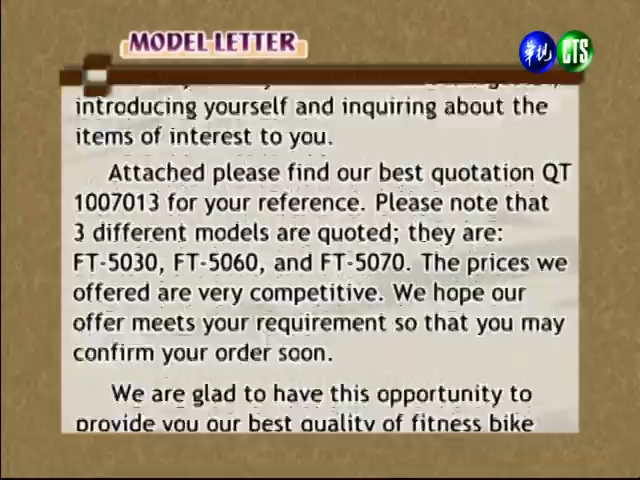 MODEL LETTER
華視 CTS
introducing yourself and inquiring about the
items of interest to you.
Attached please find our best quotation QT
1007013 for your reference. Please note that
3 different models are quoted; they are:
FT-5030, FT-5060, and FT-5070. The prices we
offered are very competitive. We hope our
offer meets your requirement so that you may
confirm your order soon.
We are glad to have this opportunity to
provide you our best quality of fitness bike